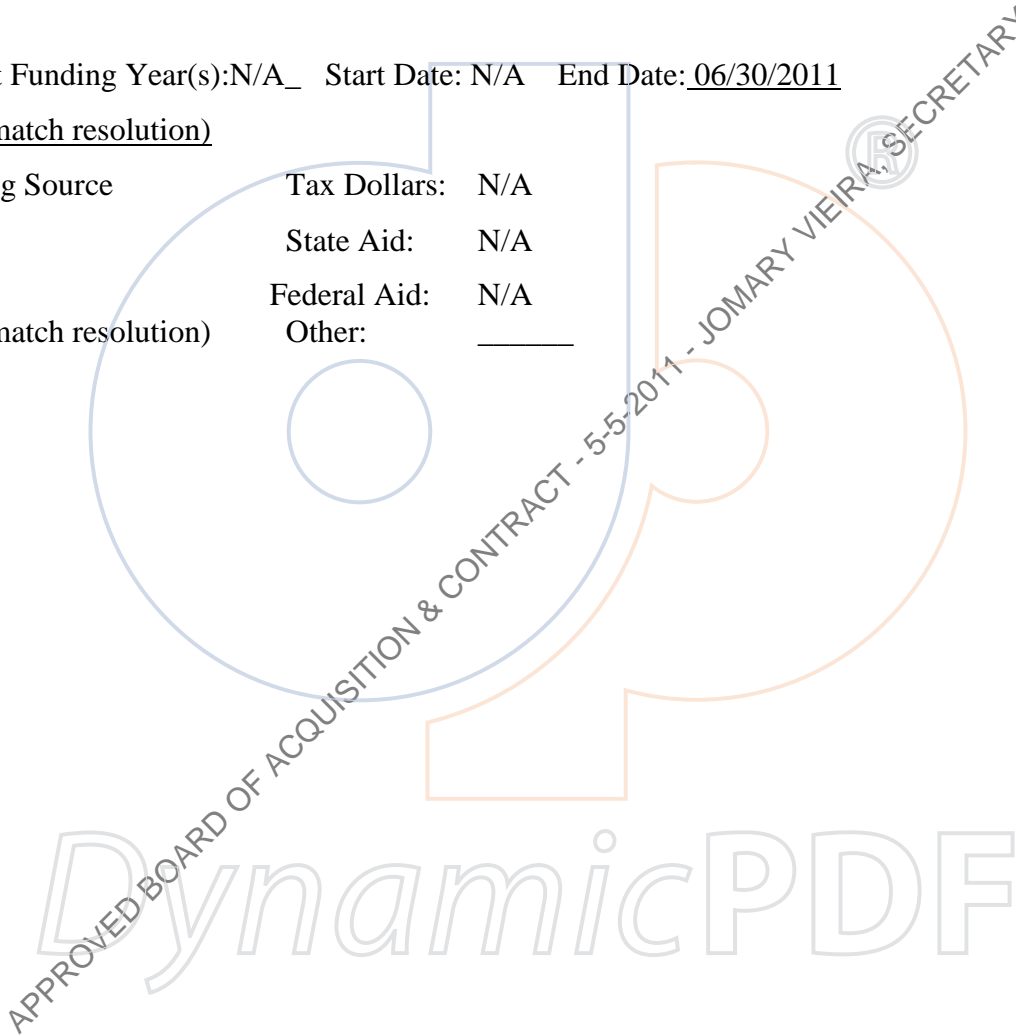 t Funding Year(s):N/A_ Start Date: N/A End Date: 06/30/2011
match resolution)
g Source Tax Dollars: N/A
State Aid: N/A
Federal Aid: N/A
match resolution) Other: ______
APPROVED BOARD OF ACQUISITION & CONTRACT - 5-5-2011 - JOMARY VIEIRA, SECRETARY
DynamicPDF
®